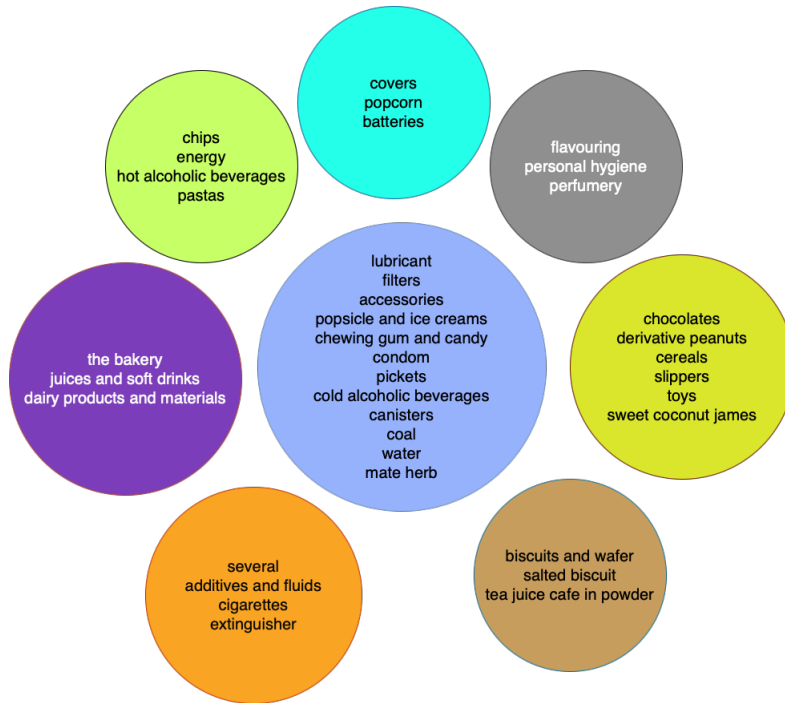 covers
popcorn
batteries
chips
energy
hot alcoholic beverages
pastas
flavouring
personal hygiene
perfumery
lubricant
filters
accessories
popsicle and ice creams
chewing gum and candy
condom
pickets
cold alcoholic beverages
canisters
coal
water
mate herb
chocolates
derivative peanuts
cereals
slippers
toys
sweet coconut james
the bakery
juices and soft drinks
dairy products and materials
several
additives and fluids
cigarettes
extinguisher
biscuits and wafer
salted biscuit
tea juice cafe in powder